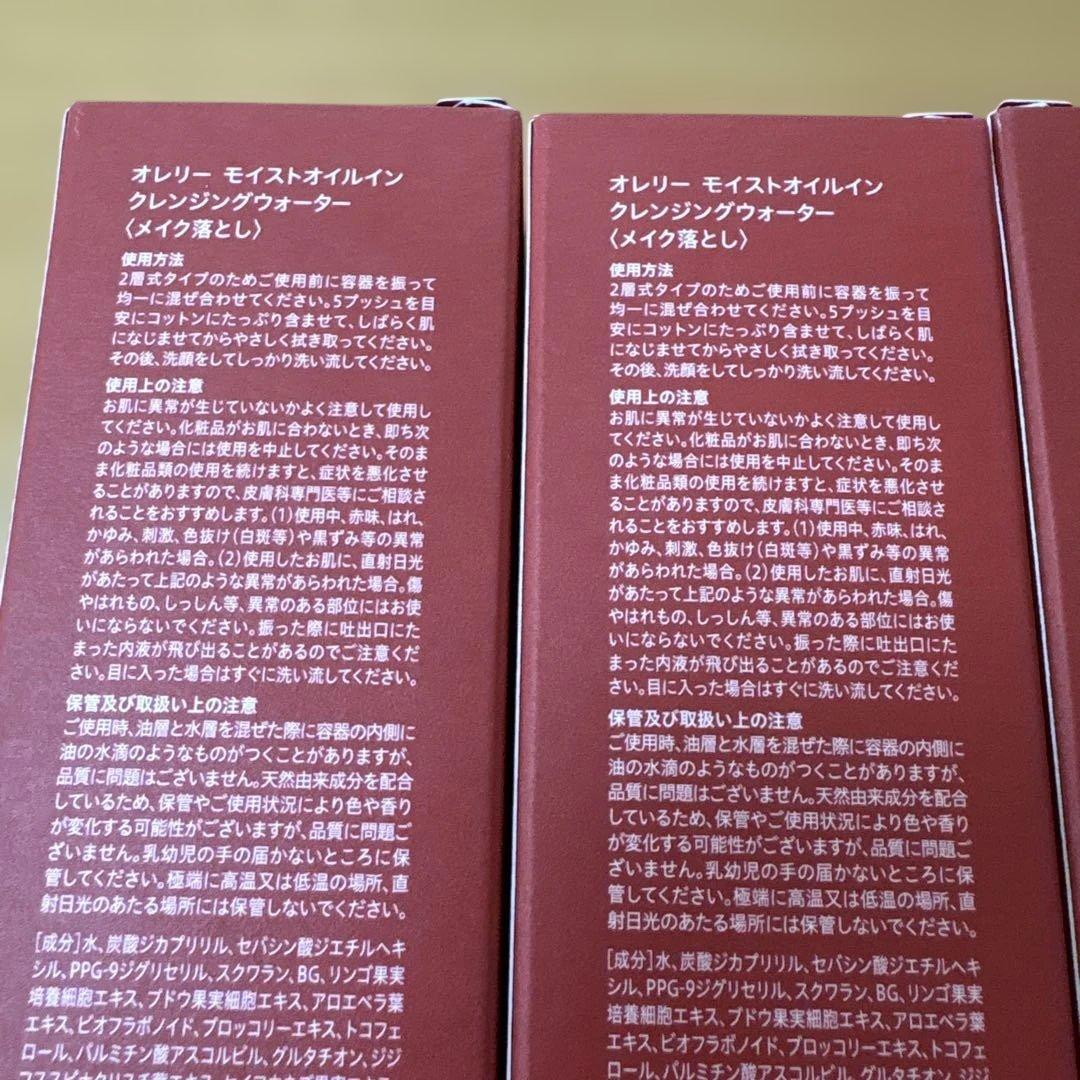 オレリー モイストオイルイン
クレンジングウォーター
〈メイク落とし〉
使用方法
2層式タイプのためご使用前に容器を振って
均一に混ぜ合わせてください。5プッシュを目
安にコットンにたっぷり含ませて、しばらく肌
になじませてからやさしく拭き取ってください。
その後、洗顔をしてしっかり洗い流してください。
使用上の注意
お肌に異常が生じていないかよく注意して使用し
てください。化粧品がお肌に合わないとき、即ち次
のような場合には使用を中止してください。そのま
ま化粧品類の使用を続けますと、症状を悪化させ
ることがありますので、皮膚科専門医等にご相談さ
れることをおすすめします。(1)使用中、赤味、はれ、
かゆみ、刺激、色抜け(白斑等)や黒ずみ等の異常
があらわれた場合。(2)使用したお肌に、直射日光
があたって上記のような異常があらわれた場合。傷
やはれもの、しっしん等、異常のある部位にはお使
いにならないでください。振った際に吐出口にた
まった内液が飛び出ることがあるのでご注意くだ
さい。目に入った場合はすぐに洗い流してください。
保管及び取扱い上の注意
ご使用時、油層と水層を混ぜた際に容器の内側に
油の水滴のようなものがつくことがありますが、
品質に問題はございません。天然由来成分を配合
しているため、保管やご使用状況により色や香り
が変化する可能性がございますが、品質に問題ご
ざいません。乳幼児の手の届かないところに保
管してください。極端に高温又は低温の場所、直
射日光のあたる場所には保管しないでください。
[成分]水、炭酸ジカプリリル、セバシン酸ジエチルヘキ
シル、PPG-9ジグリセリル、スクワラン、BG、リンゴ果実
培養細胞エキス、ブドウ果実細胞エキス、アロエベラ葉
エキス、ビオフラボノイド、ブロッコリーエキス、トコフェ
ロール、パルミチン酸アスコルビル、グルタチオン、ジジ
オレリー モイストオイルイン
クレンジングウォーター
〈メイク落とし〉
使用方法
2層式タイプのためご使用前に容器を振って
均一に混ぜ合わせてください。5プッシュを目
安にコットンにたっぷり含ませて、しばらく肌
になじませてからやさしく拭き取ってください。
その後、洗顔をしてしっかり洗い流してください。
使用上の注意
お肌に異常が生じていないかよく注意して使用し
てください。化粧品がお肌に合わないとき、即ち次
のような場合には使用を中止してください。そのま
ま化粧品類の使用を続けますと、症状を悪化させ
ることがありますので、皮膚科専門医等にご相談さ
れることをおすすめします。(1)使用中、赤味、はれ、
かゆみ、刺激、色抜け(白斑等)や黒ずみ等の異常
があらわれた場合。(2)使用したお肌に、直射日光
があたって上記のような異常があらわれた場合。傷
やはれもの、しっしん等、異常のある部位にはお使
いにならないでください。振った際に吐出口にた
まった内液が飛び出ることがあるのでご注意くだ
さい。目に入った場合はすぐに洗い流してください。
保管及び取扱い上の注意
ご使用時、油層と水層を混ぜた際に容器の内側に
油の水滴のようなものがつくことがありますが、
品質に問題はございません。天然由来成分を配合
しているため、保管やご使用状況により色や香り
が変化する可能性がございますが、品質に問題ご
ざいません。乳幼児の手の届かないところに保
管してください。極端に高温又は低温の場所、直
射日光のあたる場所には保管しないでください。
[成分]水、炭酸ジカプリリル、セバシン酸ジエチルヘキ
シル、PPG-9ジグリセリル、スクワラン、BG、リンゴ果実
培養細胞エキス、ブドウ果実細胞エキス、アロエベラ葉
エキス、ビオフラボノイド、ブロッコリーエキス、トコフェ
ロール、パルミチン酸アスコルビル、グルタチオン、ジジ